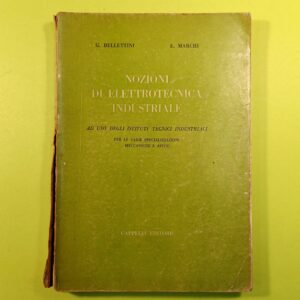 G. BELLETTINI E. MARCHI
NOZIONI
DI ELETTROTECNICA
INDUSTRIALE
AD USO DEGLI ISTITUTI TECNICI INDUSTRIALI
PER LE VARIE SPECIALIZZAZIONI
MECCANICHE E AFFINI
CAPPELLI EDITORE